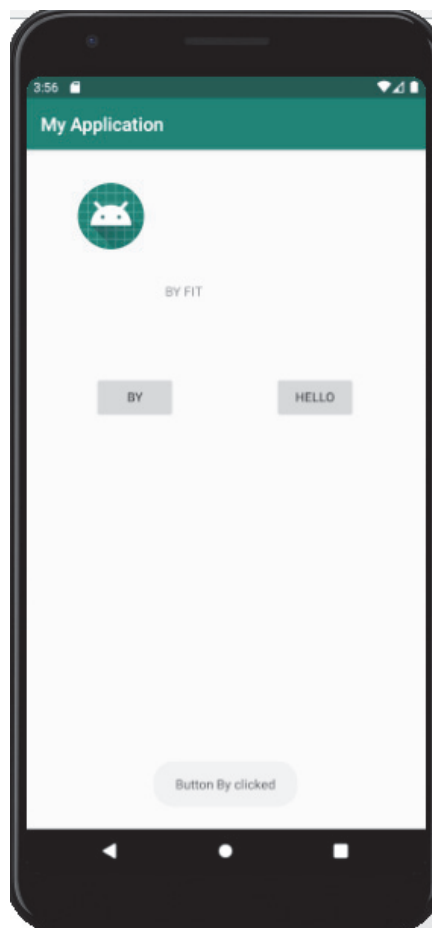 3:56
My Application
BY FIT
BY HELLO
Button By clicked